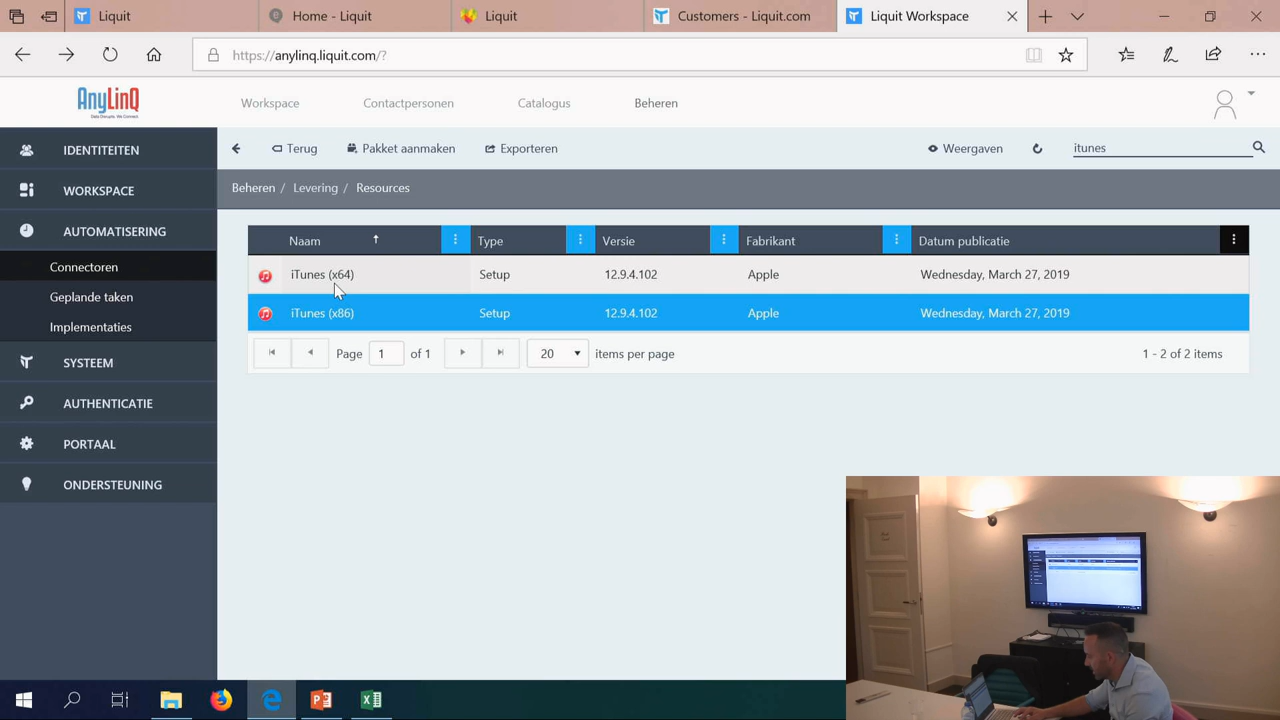 Liquit
Home - Liquit
Liquit
Customers - Liquit.com
Liquit Workspace
https://anylinq.liquit.com/?
AnyLinQ
Data Disrupts. We Connect.
Workspace
Contactpersonen
Catalogus
Beheren
IDENTITEITEN
WORKSPACE
AUTOMATISERING
Connectoren
Geplande taken
Implementaties
SYSTEEM
AUTHENTICATIE
PORTAAL
ONDERSTEUNING
Terug
Pakket aanmaken
Exporteren
Weergaven
itunes
Beheren / Levering / Resources
Naam Type Versie Fabrikant Datum publicatie
iTunes (x64) Setup 12.9.4.102 Apple Wednesday, March 27, 2019
iTunes (x86) Setup 12.9.4.102 Apple Wednesday, March 27, 2019
Page 1 of 1 20 items per page 1 - 2 of 2 items